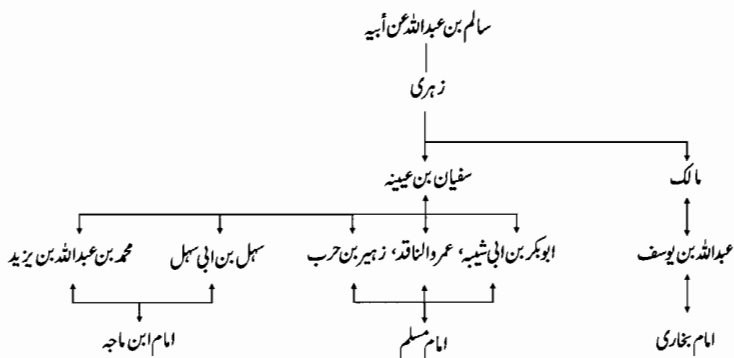 سالم بن عبداللہ عن أبیہ
زہری
مالک
سفیان بن عیینہ
عبداللہ بن یوسف
ابوبکر بن ابی شیبہ، عمرو الناقد، زہیر بن حرب
سہل بن ابی سہل
محمد بن عبداللہ بن یزید
امام بخاری
امام مسلم
امام ابن ماجہ